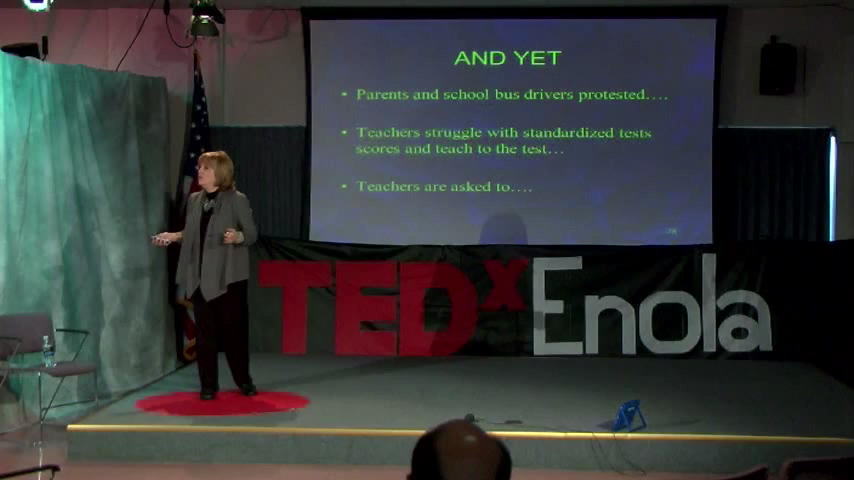 AND YET
• Parents and school bus drivers protested….
• Teachers struggle with standardized tests
scores and teach to the test…
• Teachers are asked to….
TEDx Enola